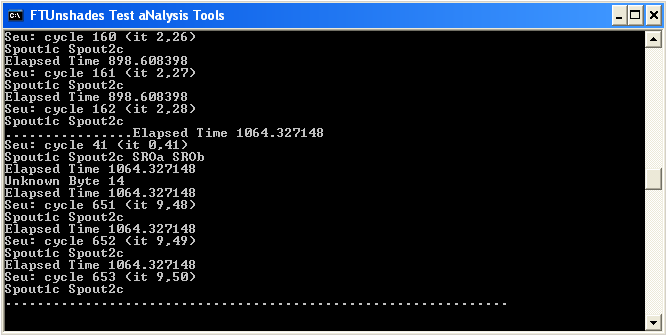 FTUnshades Test aNalysis Tools
Seu: cycle 160 (it 2,26)
Spout1c Spout2c
Elapsed Time 898.608398
Seu: cycle 161 (it 2,27)
Spout1c Spout2c
Elapsed Time 898.608398
Seu: cycle 162 (it 2,28)
Spout1c Spout2c
................Elapsed Time 1064.327148
Seu: cycle 41 (it 0,41)
Spout1c Spout2c SROa SROb
Elapsed Time 1064.327148
Unknown Byte 14
Elapsed Time 1064.327148
Seu: cycle 651 (it 9,48)
Spout1c Spout2c
Elapsed Time 1064.327148
Seu: cycle 652 (it 9,49)
Spout1c Spout2c
Elapsed Time 1064.327148
Seu: cycle 653 (it 9,50)
Spout1c Spout2c
...............................................................